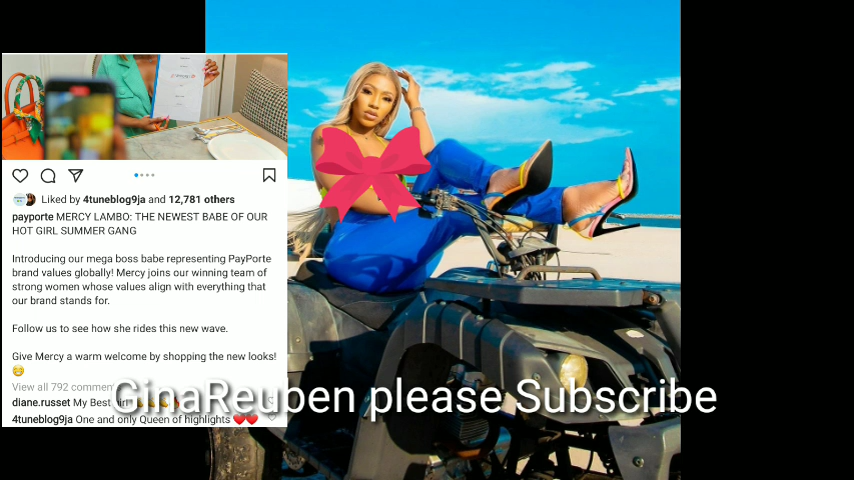 Liked by 4tuneblog9ja and 12,781 others
payporte MERCY LAMBO: THE NEWEST BABE OF OUR
HOT GIRL SUMMER GANG
Introducing our mega boss babe representing PayPorte
brand values globally! Mercy joins our winning team of
strong women whose values align with everything that
our brand stands for.
Follow us to see how she rides this new wave.
Give Mercy a warm welcome by shopping the new looks!
😁
View all 792 comments
GinaReuben please Subscribe
diane.russet My Best
4tuneblog9ja One and only Queen of highlights ❤️❤️